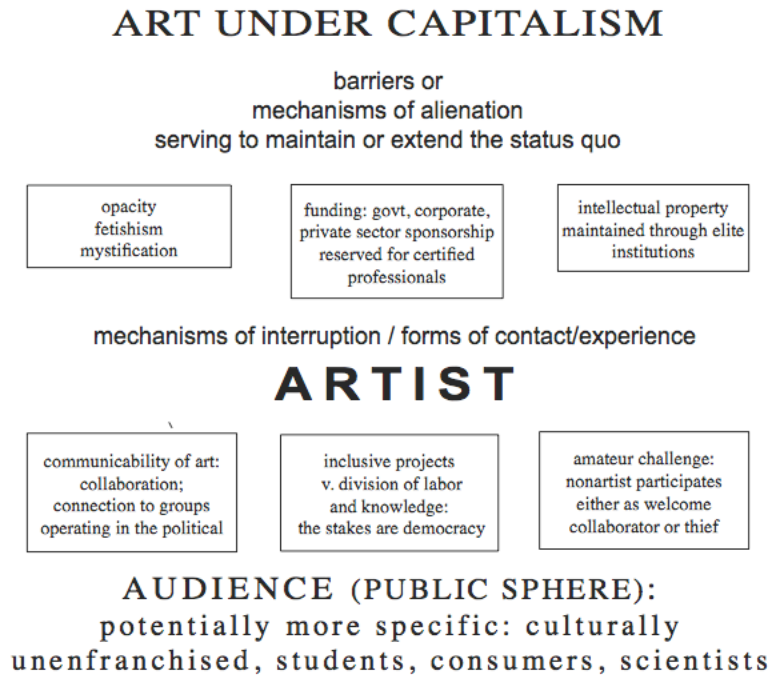 ART UNDER CAPITALISM
barriers or
mechanisms of alienation
serving to maintain or extend the status quo
opacity
fetishism
mystification
funding: govt, corporate,
private sector sponsorship
reserved for certified
professionals
intellectual property
maintained through elite
institutions
mechanisms of interruption / forms of contact/experience
ARTIST
communicability of art:
collaboration;
connection to groups
operating in the political
inclusive projects
v. division of labor
and knowledge:
the stakes are democracy
amateur challenge:
nonartist participates
either as welcome
collaborator or thief
AUDIENCE (PUBLIC SPHERE):
potentially more specific: culturally
unenfranchised, students, consumers, scientists